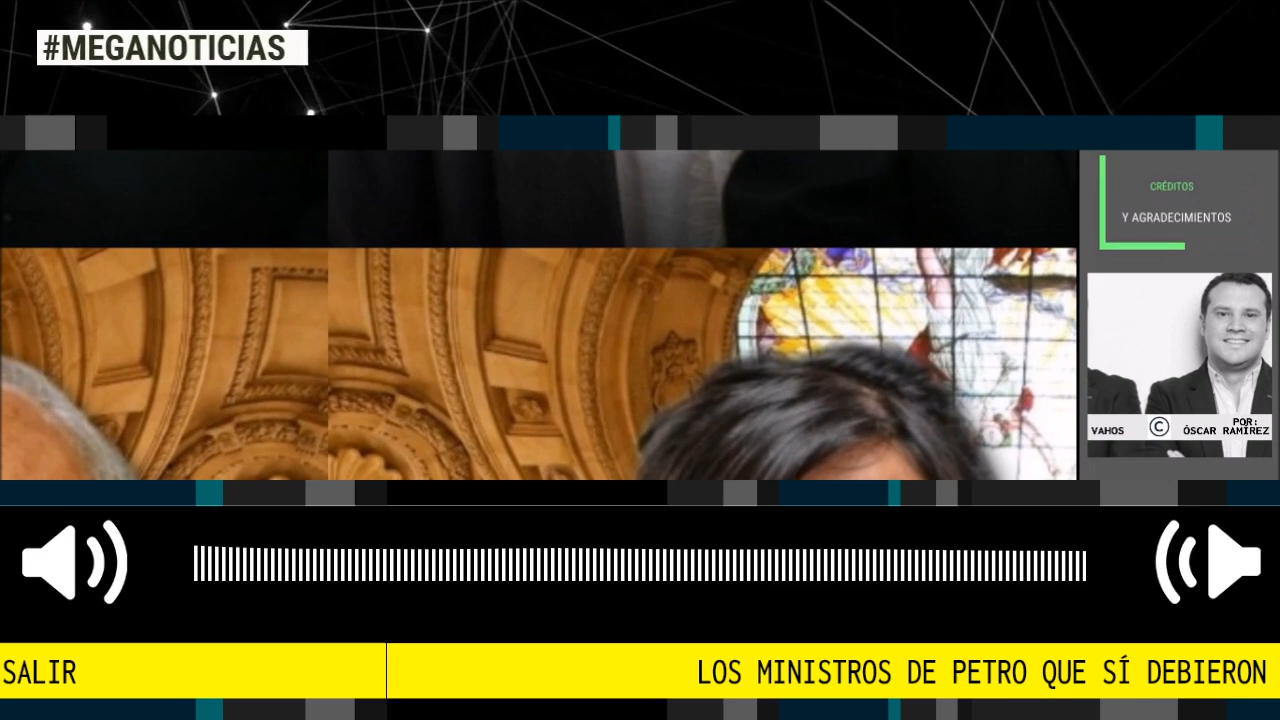 #MEGANOTICIAS
CRÉDITOS
Y AGRADECIMIENTOS
VAHOS © POR:
ÓSCAR RAMÍREZ
SALIR
LOS MINISTROS DE PETRO QUE SÍ DEBIERON